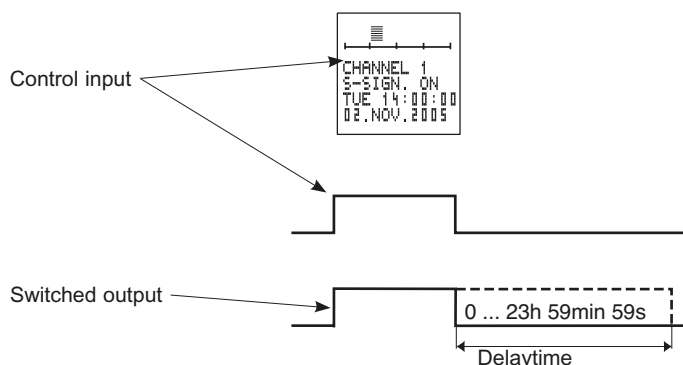 Control input
CHANNEL 1
S-SIGN. ON
TUE 14:00:00
02.NOV.2005
Switched output
0 ... 23h 59min 59s
Delaytime